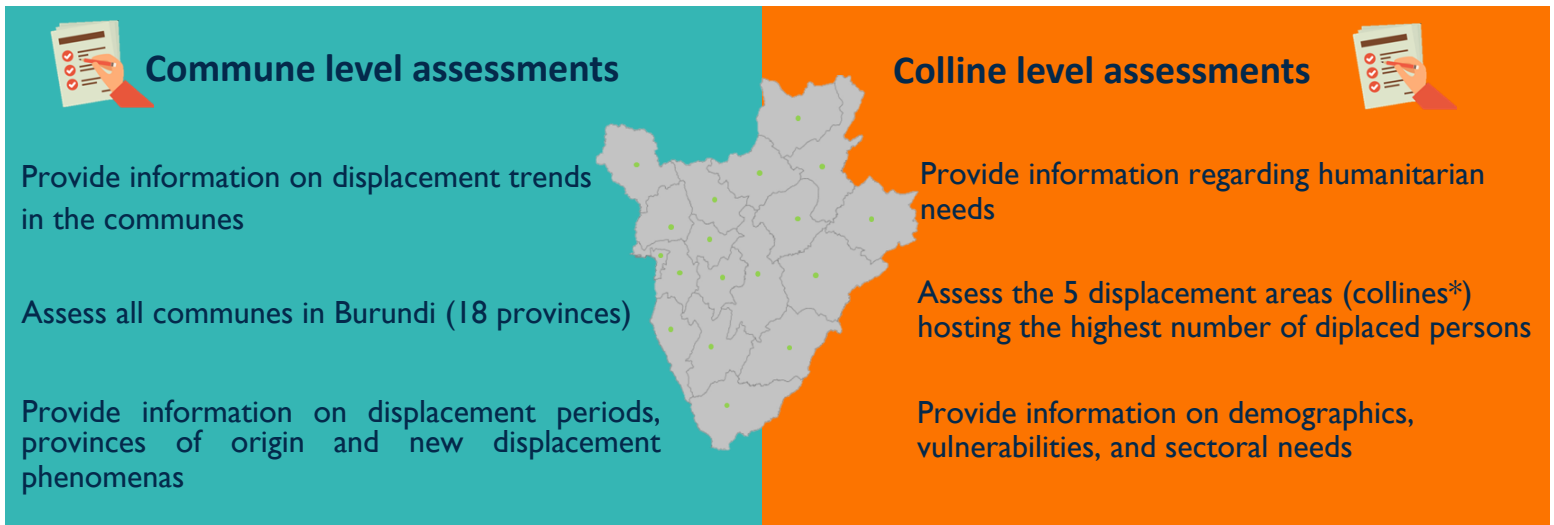 Commune level assessments
Provide information on displacement trends
in the communes
Assess all communes in Burundi (18 provinces)
Provide information on displacement periods,
provinces of origin and new displacement
phenomenas
Colline level assessments
Provide information regarding humanitarian
needs
Assess the 5 displacement areas (collines*)
hosting the highest number of diplaced persons
Provide information on demographics,
vulnerabilities, and sectoral needs